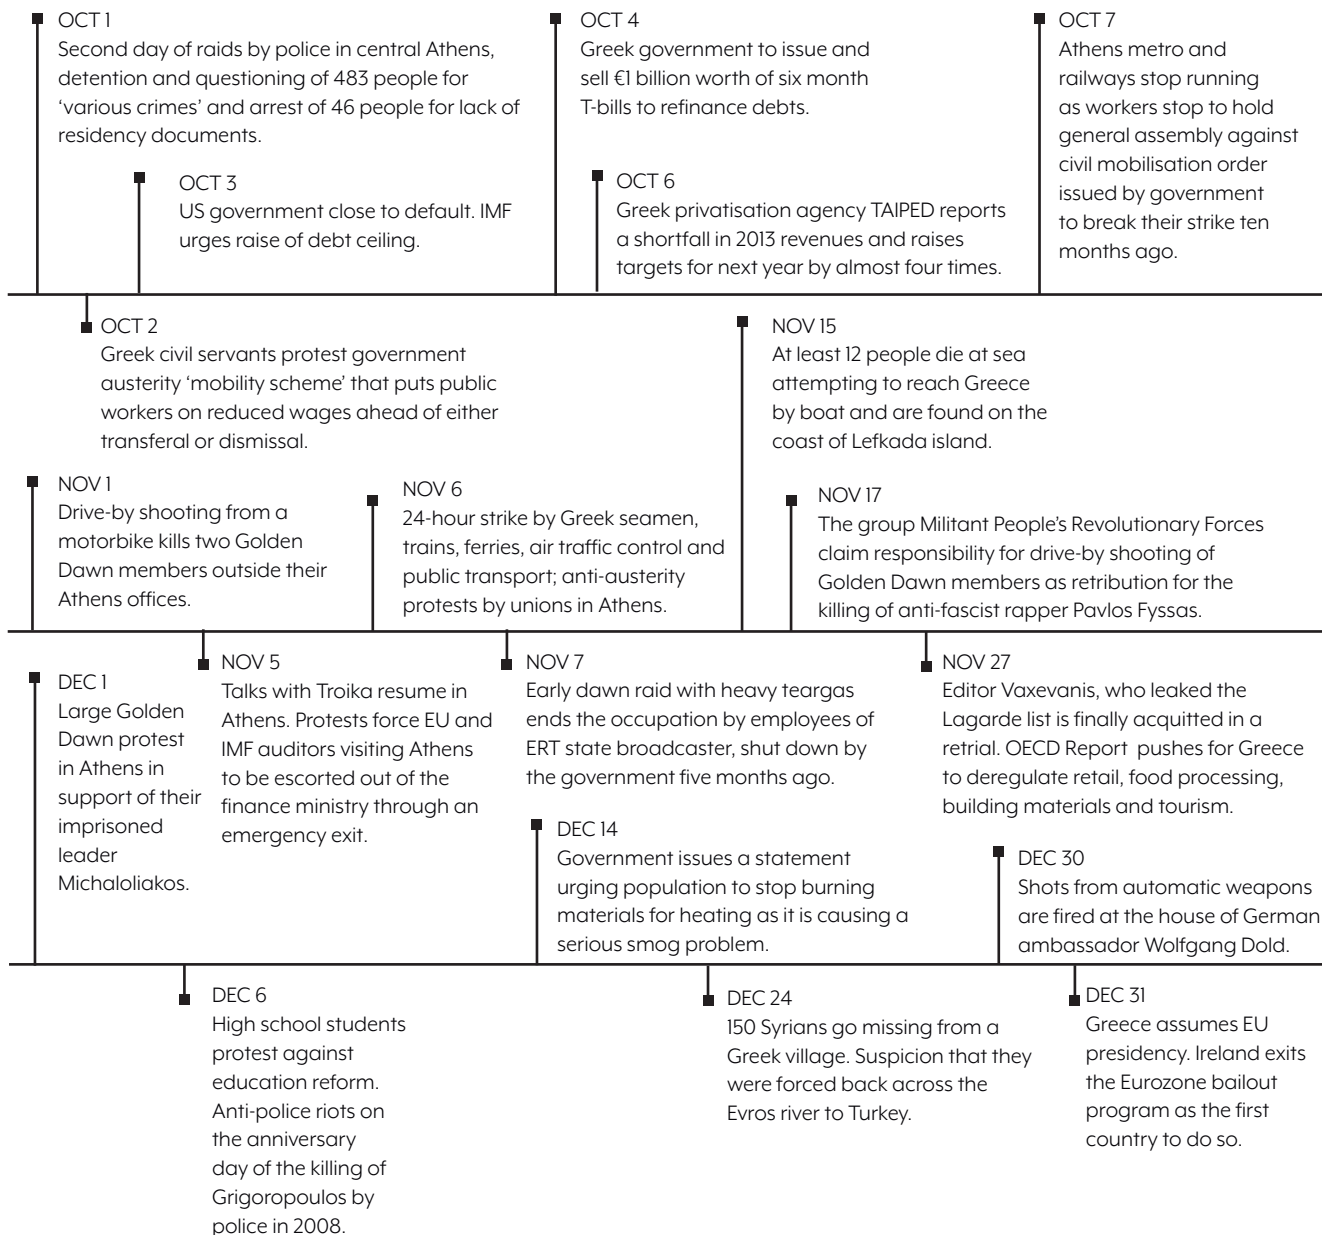 OCT 1
Second day of raids by police in central Athens,
detention and questioning of 483 people for
‘various crimes’ and arrest of 46 people for lack of
residency documents.
OCT 3
US government close to default. IMF
urges raise of debt ceiling.
OCT 4
Greek government to issue and
sell €1 billion worth of six month
T-bills to refinance debts.
OCT 6
Greek privatisation agency TAIPED reports
a shortfall in 2013 revenues and raises
targets for next year by almost four times.
OCT 7
Athens metro and
railways stop running
as workers stop to hold
general assembly against
civil mobilisation order
issued by government
to break their strike ten
months ago.
OCT 2
Greek civil servants protest government
austerity ‘mobility scheme’ that puts public
workers on reduced wages ahead of either
transferal or dismissal.
NOV 1
Drive-by shooting from a
motorbike kills two Golden
Dawn members outside their
Athens offices.
NOV 6
24-hour strike by Greek seamen,
trains, ferries, air traffic control and
public transport; anti-austerity
protests by unions in Athens.
NOV 15
At least 12 people die at sea
attempting to reach Greece
by boat and are found on the
coast of Lefkada island.
NOV 17
The group Militant People’s Revolutionary Forces
claim responsibility for drive-by shooting of
Golden Dawn members as retribution for the
killing of anti-fascist rapper Pavlos Fyssas.
NOV 5
Talks with Troika resume in
Athens. Protests force EU and
IMF auditors visiting Athens
to be escorted out of the
finance ministry through an
emergency exit.
NOV 7
Early dawn raid with heavy teargas
ends the occupation by employees of
ERT state broadcaster, shut down by
the government five months ago.
NOV 27
Editor Vaxevanis, who leaked the
Lagarde list is finally acquitted in a
retrial. OECD Report pushes for Greece
to deregulate retail, food processing,
building materials and tourism.
DEC 1
Large Golden
Dawn protest
in Athens in
support of their
imprisoned
leader
Michaloliakos.
DEC 14
Government issues a statement
urging population to stop burning
materials for heating as it is causing a
serious smog problem.
DEC 30
Shots from automatic weapons
are fired at the house of German
ambassador Wolfgang Dold.
DEC 6
High school students
protest against
education reform.
Anti-police riots on
the anniversary
day of the killing of
Grigoropoulos by
police in 2008.
DEC 24
150 Syrians go missing from a
Greek village. Suspicion that they
were forced back across the
Evros river to Turkey.
DEC 31
Greece assumes EU
presidency. Ireland exits
the Eurozone bailout
program as the first
country to do so.